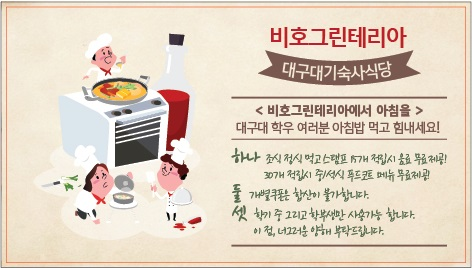 비호그린테리아
대구대기숙사식당
< 비호그린테리아에서 아침을 >
대구대 학우 여러분 아침밥 먹고 힘내세요!
하나 조식 정식 먹고 스탬프 15개 적립시 음료 무료제공!
30개 적립시 중/석식 푸드코트 메뉴 무료제공!
둘 개별쿠폰은 합산이 불가합니다.
셋 학기 중 그리고 학부생만 사용가능 합니다.
이 점, 너그러운 양해 부탁드립니다.